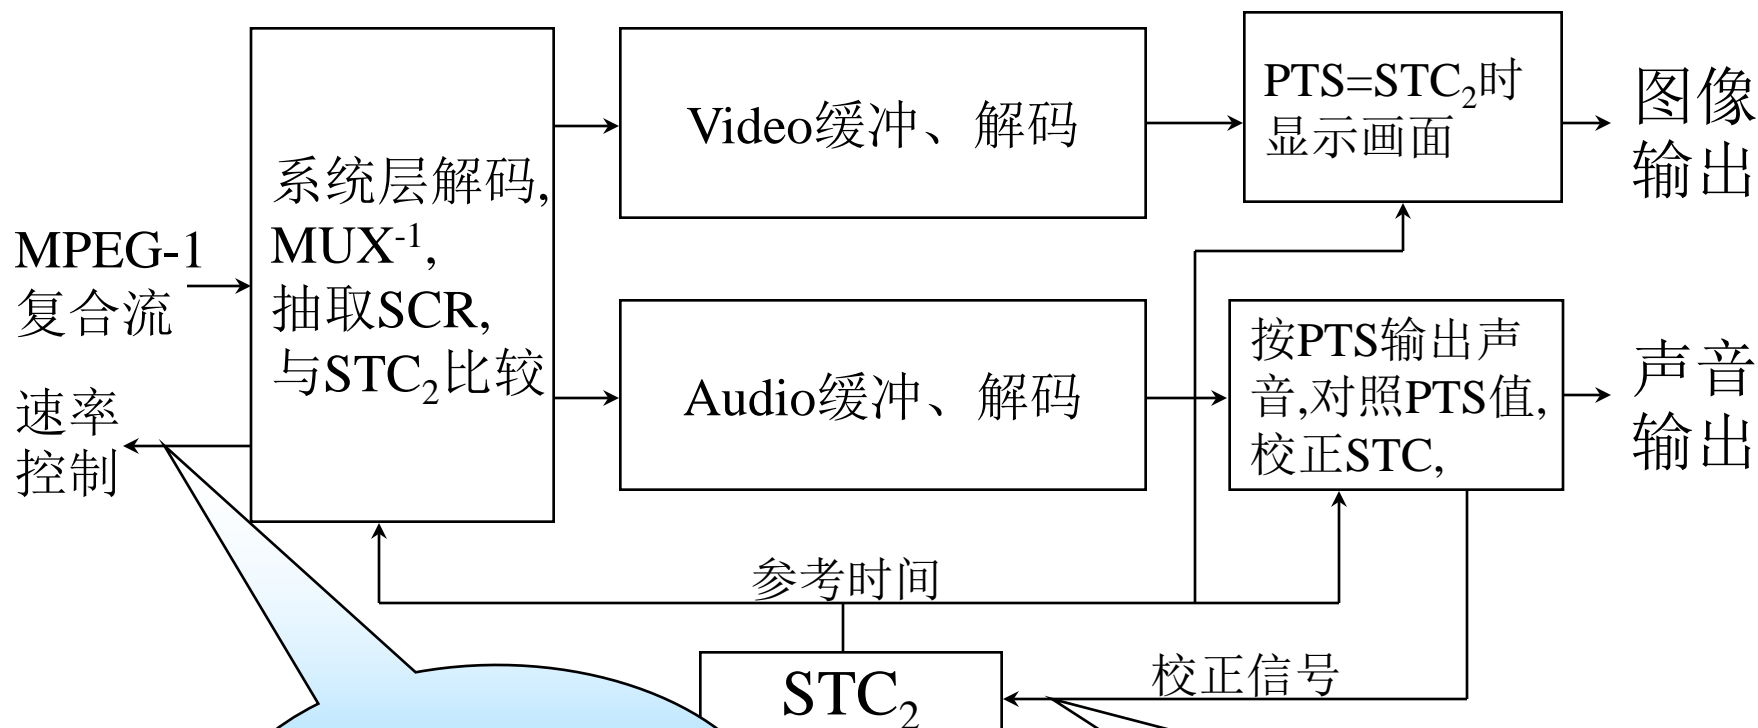 MPEG-1
复合流
速率
控制
系统层解码,
MUX⁻¹,
抽取SCR,
与STC₂比较
Video缓冲、解码
Audio缓冲、解码
PTS=STC₂时
显示画面
图像
输出
按PTS输出声
音,对照PTS值,
校正STC,
声音
输出
参考时间
STC₂
校正信号